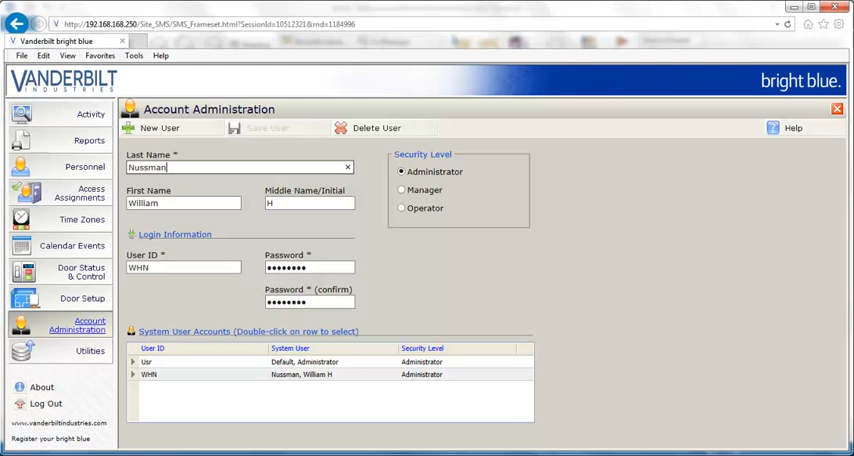 http://192.168.168.250/Site_SMS/SMS_Frameset.html?SessionId=10512321&rnd=1184996
Vanderbilt bright blue
File Edit View Favorites Tools Help
VANDERBILT
INDUSTRIES
bright blue.
Account Administration
New User
Save User
Delete User
Help
Activity
Reports
Personnel
Access
Assignments
Time Zones
Calendar Events
Door Status
& Control
Door Setup
Account
Administration
Utilities
About
Log Out
www.vanderbiltindustries.com
Register your bright blue
Last Name *
Nussman
First Name
William
Middle Name/Initial
H
Security Level
Administrator
Manager
Operator
Login Information
User ID *
WHN
Password *
Password * (confirm)
System User Accounts (Double-click on row to select)
User ID System User Security Level
Usr Default, Administrator Administrator
WHN Nussman, William H Administrator